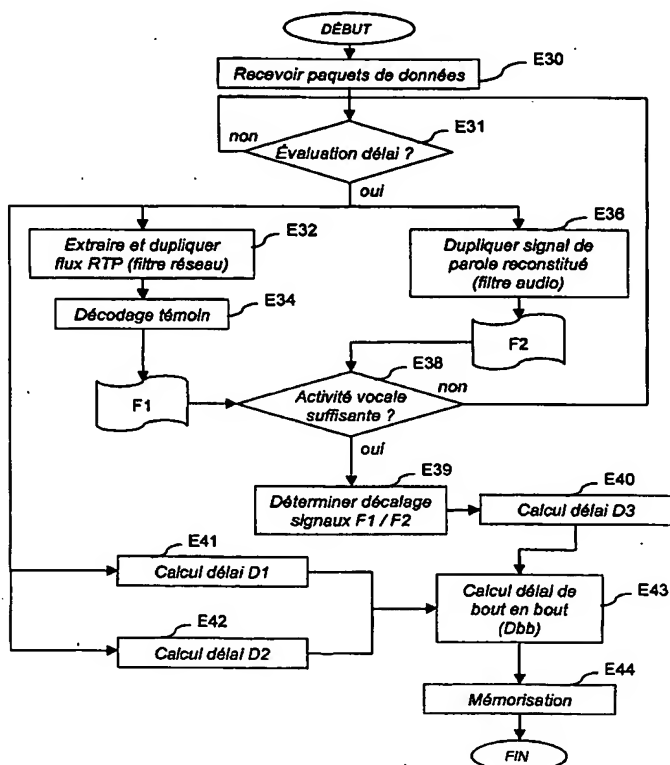 DÉBUT
E30
Recevoir paquets de données
E31
non
Évaluation délai ?
oui
E32
Extraire et dupliquer
flux RTP (filtre réseau)
E36
Dupliquer signal de
parole reconstitué
(filtre audio)
E34
Décodage témoin
F2
E38
F1
Activité vocale
suffisante ?
non
oui
E39
Déterminer décalage
signaux F1 / F2
E40
Calcul délai D3
E41
Calcul délai D1
E42
Calcul délai D2
E43
Calcul délai de
bout en bout
(Dbb)
E44
Mémorisation
FIN